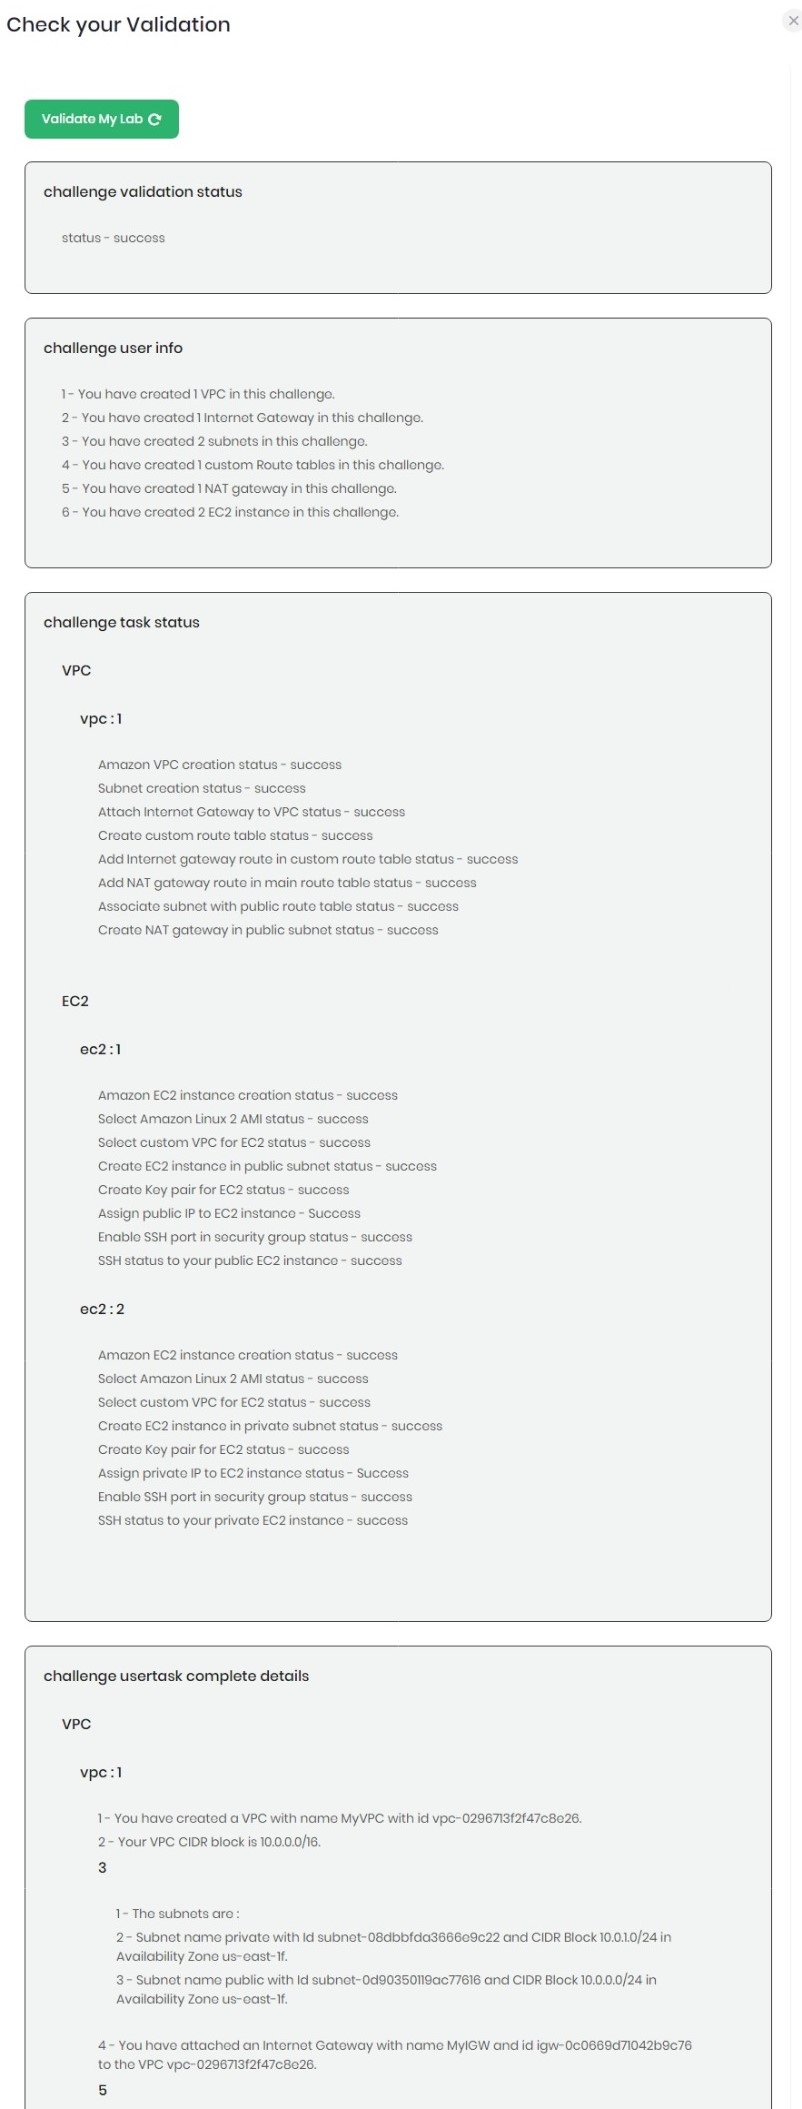 Check your Validation
Validate My Lab
challenge validation status
status - success
challenge user info
1 - You have created 1 VPC in this challenge.
2 - You have created 1 Internet Gateway in this challenge.
3 - You have created 2 subnets in this challenge.
4 - You have created 1 custom Route tables in this challenge.
5 - You have created 1 NAT gateway in this challenge.
6 - You have created 2 EC2 instance in this challenge.
challenge task status
VPC
vpc : 1
Amazon VPC creation status - success
Subnet creation status - success
Attach Internet Gateway to VPC status - success
Create custom route table status - success
Add Internet gateway route in custom route table status - success
Add NAT gateway route in main route table status - success
Associate subnet with public route table status - success
Create NAT gateway in public subnet status - success
EC2
ec2 : 1
Amazon EC2 instance creation status - success
Select Amazon Linux 2 AMI status - success
Select custom VPC for EC2 status - success
Create EC2 instance in public subnet status - success
Create Key pair for EC2 status - success
Assign public IP to EC2 instance - Success
Enable SSH port in security group status - success
SSH status to your public EC2 instance - success
ec2 : 2
Amazon EC2 instance creation status - success
Select Amazon Linux 2 AMI status - success
Select custom VPC for EC2 status - success
Create EC2 instance in private subnet status - success
Create Key pair for EC2 status - success
Assign private IP to EC2 instance status - Success
Enable SSH port in security group status - success
SSH status to your private EC2 instance - success
challenge usertask complete details
VPC
vpc : 1
1 - You have created a VPC with name MyVPC with id vpc-0296713f2f47c8e26.
2 - Your VPC CIDR block is 10.0.0.0/16.
3
1 - The subnets are :
2 - Subnet name private with Id subnet-08dbbfda3666e9c22 and CIDR Block 10.0.1.0/24 in
Availability Zone us-east-1f.
3 - Subnet name public with Id subnet-0d90350119ac77616 and CIDR Block 10.0.0.0/24 in
Availability Zone us-east-1f.
4 - You have attached an Internet Gateway with name MyIGW and id igw-0c0669d71042b9c76
to the VPC vpc-0296713f2f47c8e26.
5